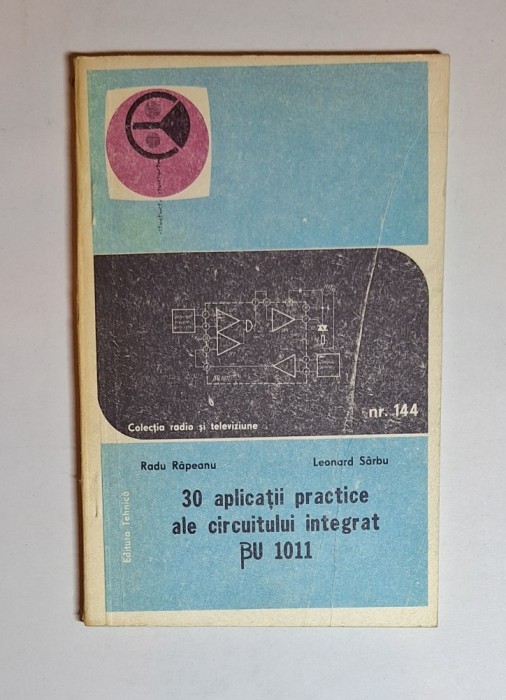 nr. 144
Colecția radio și televiziune
Radu Râpeanu
Leonard Sârbu
30 aplicații practice
ale circuitului integrat
βU 1011
Editura Tehnică